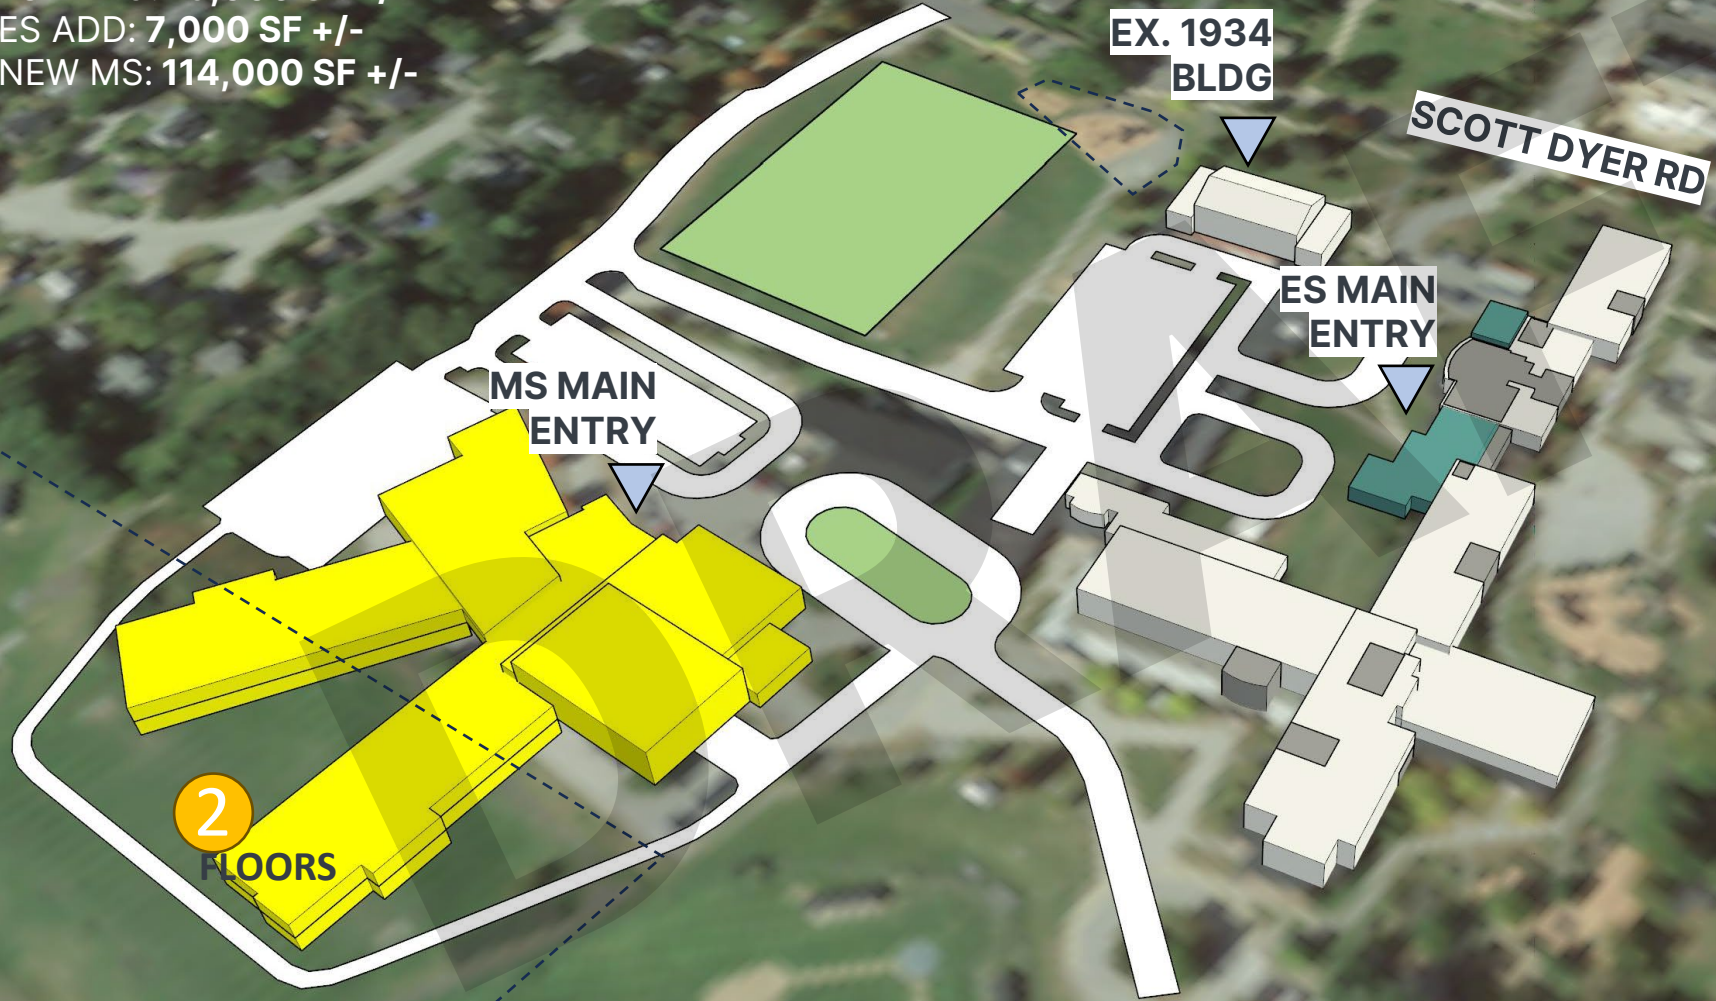 ES ADD: 7,000 SF +/-
NEW MS: 114,000 SF +/-
EX. 1934
BLDG
SCOTT DYER RD
ES MAIN
ENTRY
MS MAIN
ENTRY
2
FLOORS
DRAFT